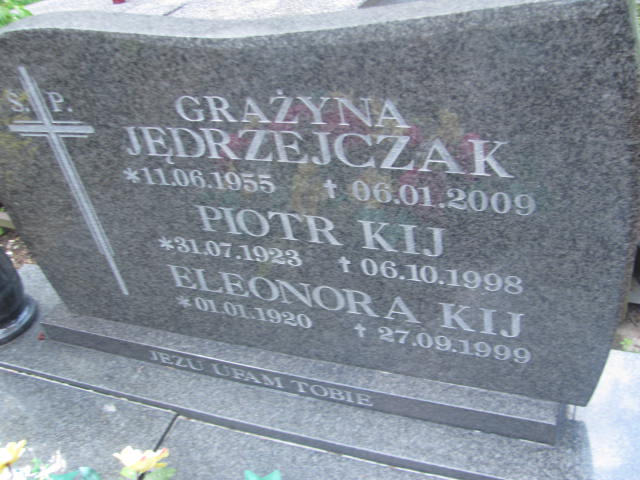 Ś. P.
GRAŻYNA
JĘDRZEJCZAK
*11.06.1955 † 06.01.2009
PIOTR KIJ
*31.07.1923 † 06.10.1998
ELEONORA KIJ
*01.01.1920 † 27.09.1999
JEZU UFAM TOBIE